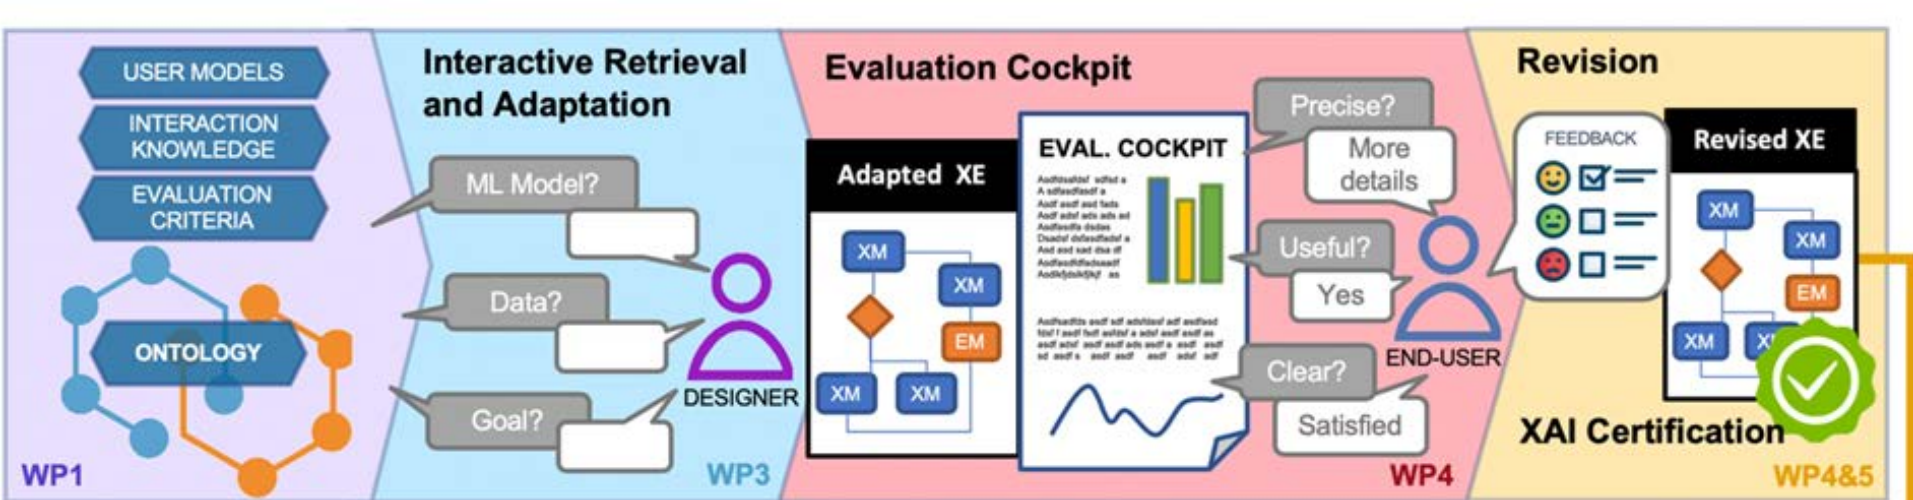 USER MODELS
INTERACTION
KNOWLEDGE
EVALUATION
CRITERIA
ONTOLOGY
WP1
Interactive Retrieval
and Adaptation
ML Model?
Data?
Goal?
DESIGNER
WP3
Evaluation Cockpit
Adapted XE
XM
XM
EM
XM
XM
EVAL. COCKPIT
Precise?
More
details
Useful?
Yes
Clear?
Satisfied
END-USER
WP4
Revision
FEEDBACK
Revised XE
XM
XM
EM
XM
XAI Certification
WP4&5